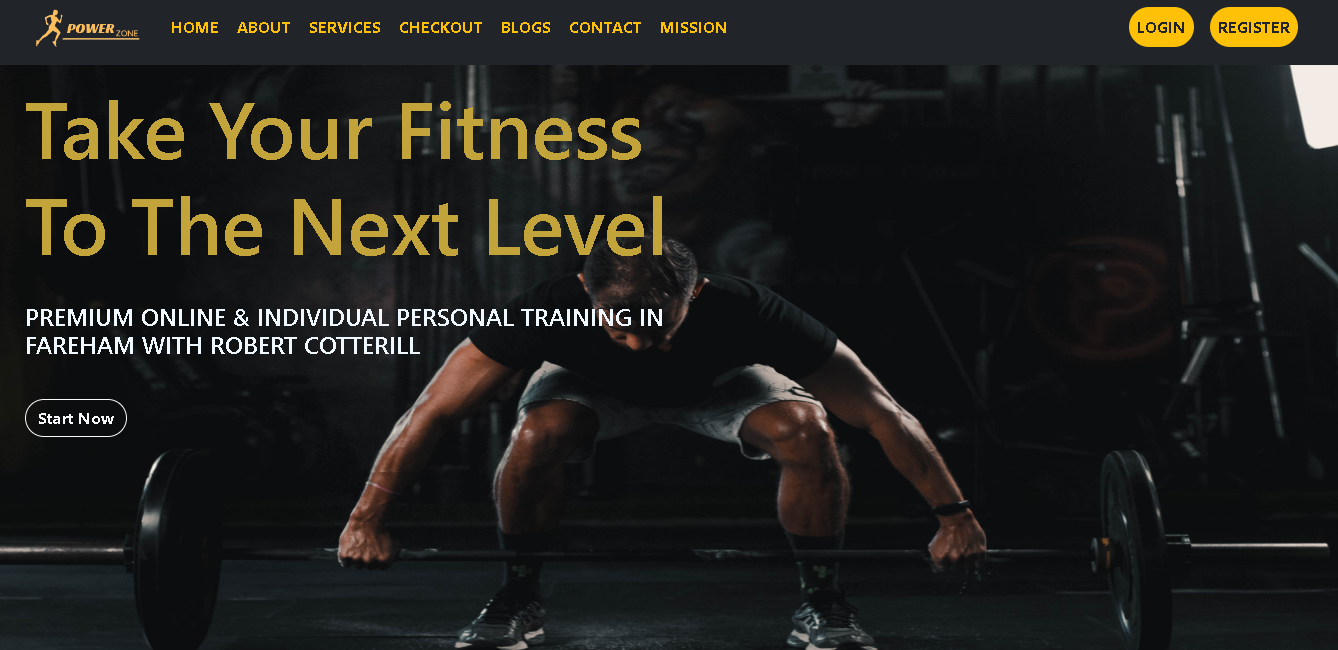 POWER ZONE
HOME ABOUT SERVICES CHECKOUT BLOGS CONTACT MISSION LOGIN REGISTER
Take Your Fitness
To The Next Level
PREMIUM ONLINE & INDIVIDUAL PERSONAL TRAINING IN
FAREHAM WITH ROBERT COTTERILL
Start Now